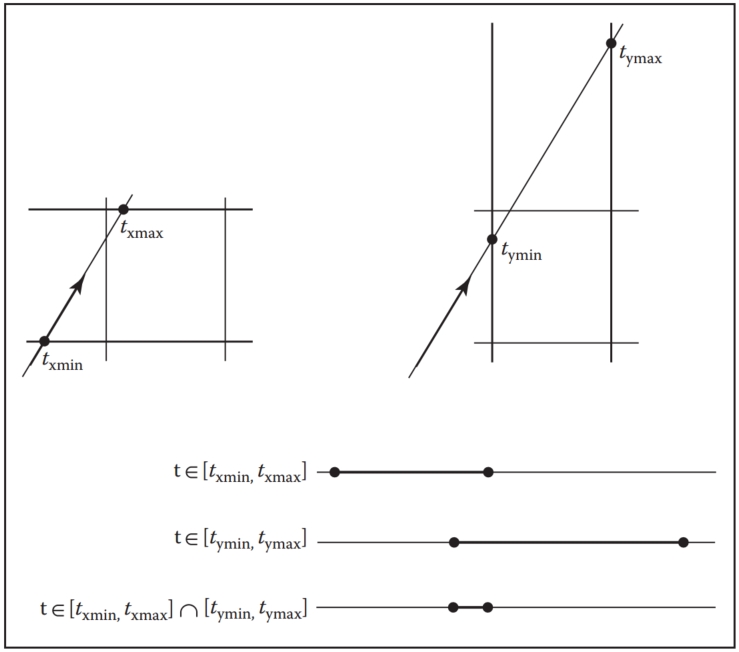 t_ymax
t_xmax
t_ymin
t_xmin
t ∈ [t_xmin, t_xmax]
t ∈ [t_ymin, t_ymax]
t ∈ [t_xmin, t_xmax] ∩ [t_ymin, t_ymax]